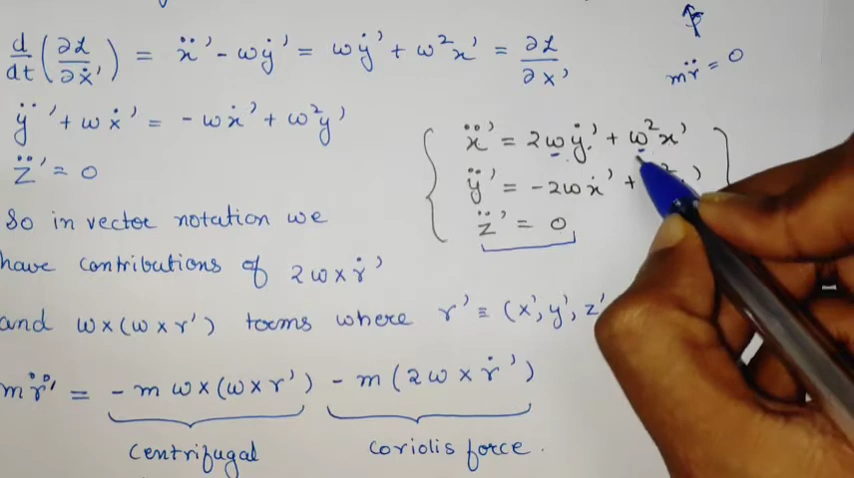 d/dt (∂L/∂ẋ') = ẍ' - ωẏ' = ωẏ' + ω²x' = ∂L/∂x'
mr̈ = 0
ÿ' + ωẋ' = -ωẋ' + ω²y'
z̈' = 0
{ ẍ' = 2ωẏ' + ω²x' }
ÿ' = -2ωẋ' +
z̈' = 0
So in vector notation we
have contributions of 2ω×ṙ'
and ω×(ω×r') terms where r' ≡ (x', y', z'
mr̈' = -m ω×(ω×r') - m(2ω×ṙ')
Centrifugal
coriolis force.